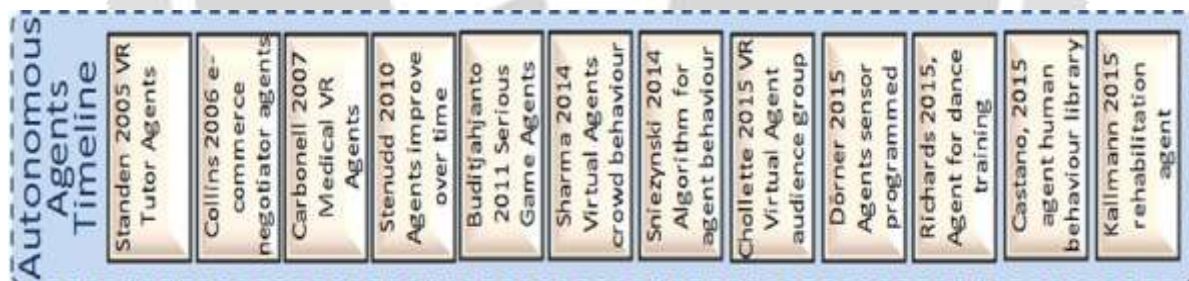 Autonomous
Agents
Timeline
Standen 2005 VR
Tutor Agents
Collins 2006 e-
commerce
negotiator agents
Carbonell 2007
Medical VR
Agents
Stenudd 2010
Agents improve
over time
Buditjahjanto
2011 Serious
Game Agents
Sharma 2014
Virtual Agents
crowd behaviour
Sniezynski 2014
Algorithm for
agent behaviour
Chollette 2015 VR
Virtual Agent
audience group
Dörner 2015
Agents sensor
programmed
Richards 2015,
Agent for dance
training
Castano, 2015
agent human
behaviour library
Kallmann 2015
rehabilitation
agent